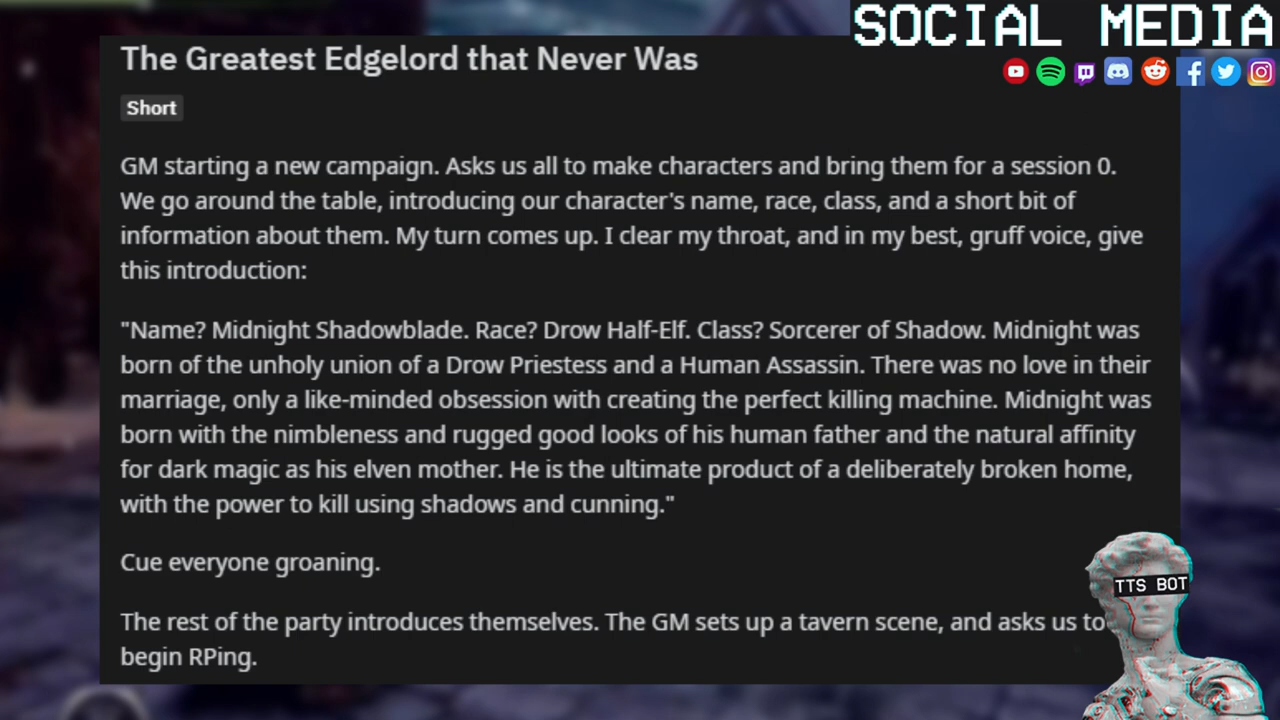 SOCIAL MEDIA
The Greatest Edgelord that Never Was
Short
GM starting a new campaign. Asks us all to make characters and bring them for a session 0.
We go around the table, introducing our character's name, race, class, and a short bit of
information about them. My turn comes up. I clear my throat, and in my best, gruff voice, give
this introduction:
"Name? Midnight Shadowblade. Race? Drow Half-Elf. Class? Sorcerer of Shadow. Midnight was
born of the unholy union of a Drow Priestess and a Human Assassin. There was no love in their
marriage, only a like-minded obsession with creating the perfect killing machine. Midnight was
born with the nimbleness and rugged good looks of his human father and the natural affinity
for dark magic as his elven mother. He is the ultimate product of a deliberately broken home,
with the power to kill using shadows and cunning."
Cue everyone groaning.
The rest of the party introduces themselves. The GM sets up a tavern scene, and asks us to
begin RPing.
TTS BOT